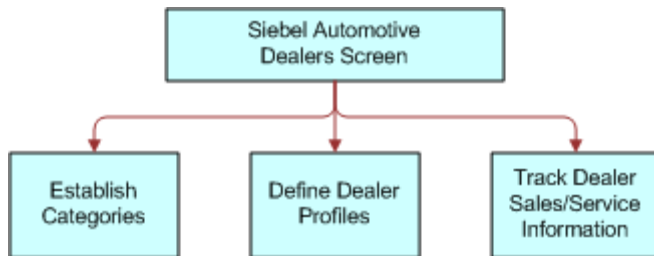 Siebel Automotive
Dealers Screen
Establish
Categories
Define Dealer
Profiles
Track Dealer
Sales/Service
Information